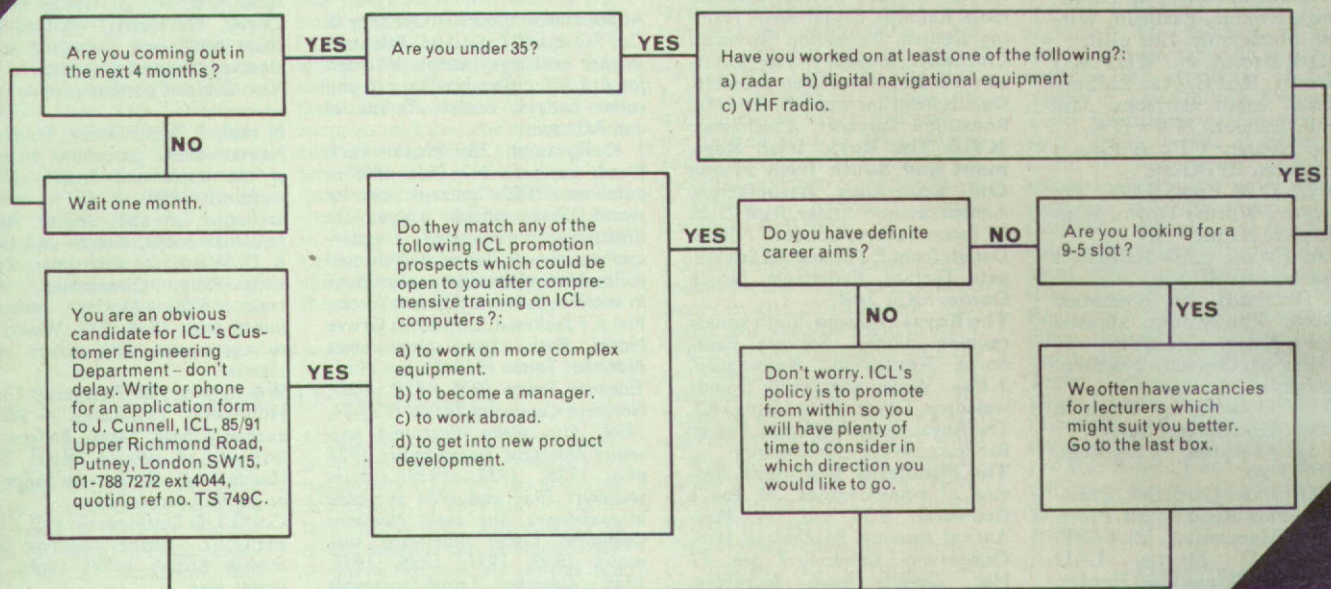 Are you coming out in
the next 4 months?
YES
Are you under 35?
YES
Have you worked on at least one of the following?:
a) radar b) digital navigational equipment
c) VHF radio.
NO
YES
Wait one month.
Do they match any of the
following ICL promotion
prospects which could be
open to you after compre-
hensive training on ICL
computers?:
a) to work on more complex
equipment.
b) to become a manager.
c) to work abroad.
d) to get into new product
development.
YES
Do you have definite
career aims?
NO
Are you looking for a
9-5 slot?
NO
YES
You are an obvious
candidate for ICL's Cus-
tomer Engineering
Department – don't
delay. Write or phone
for an application form
to J. Cunnell, ICL, 85/91
Upper Richmond Road,
Putney, London SW15,
01-788 7272 ext 4044,
quoting ref no. TS 749C.
YES
Don't worry. ICL's
policy is to promote
from within so you
will have plenty of
time to consider in
which direction you
would like to go.
We often have vacancies
for lecturers which
might suit you better.
Go to the last box.